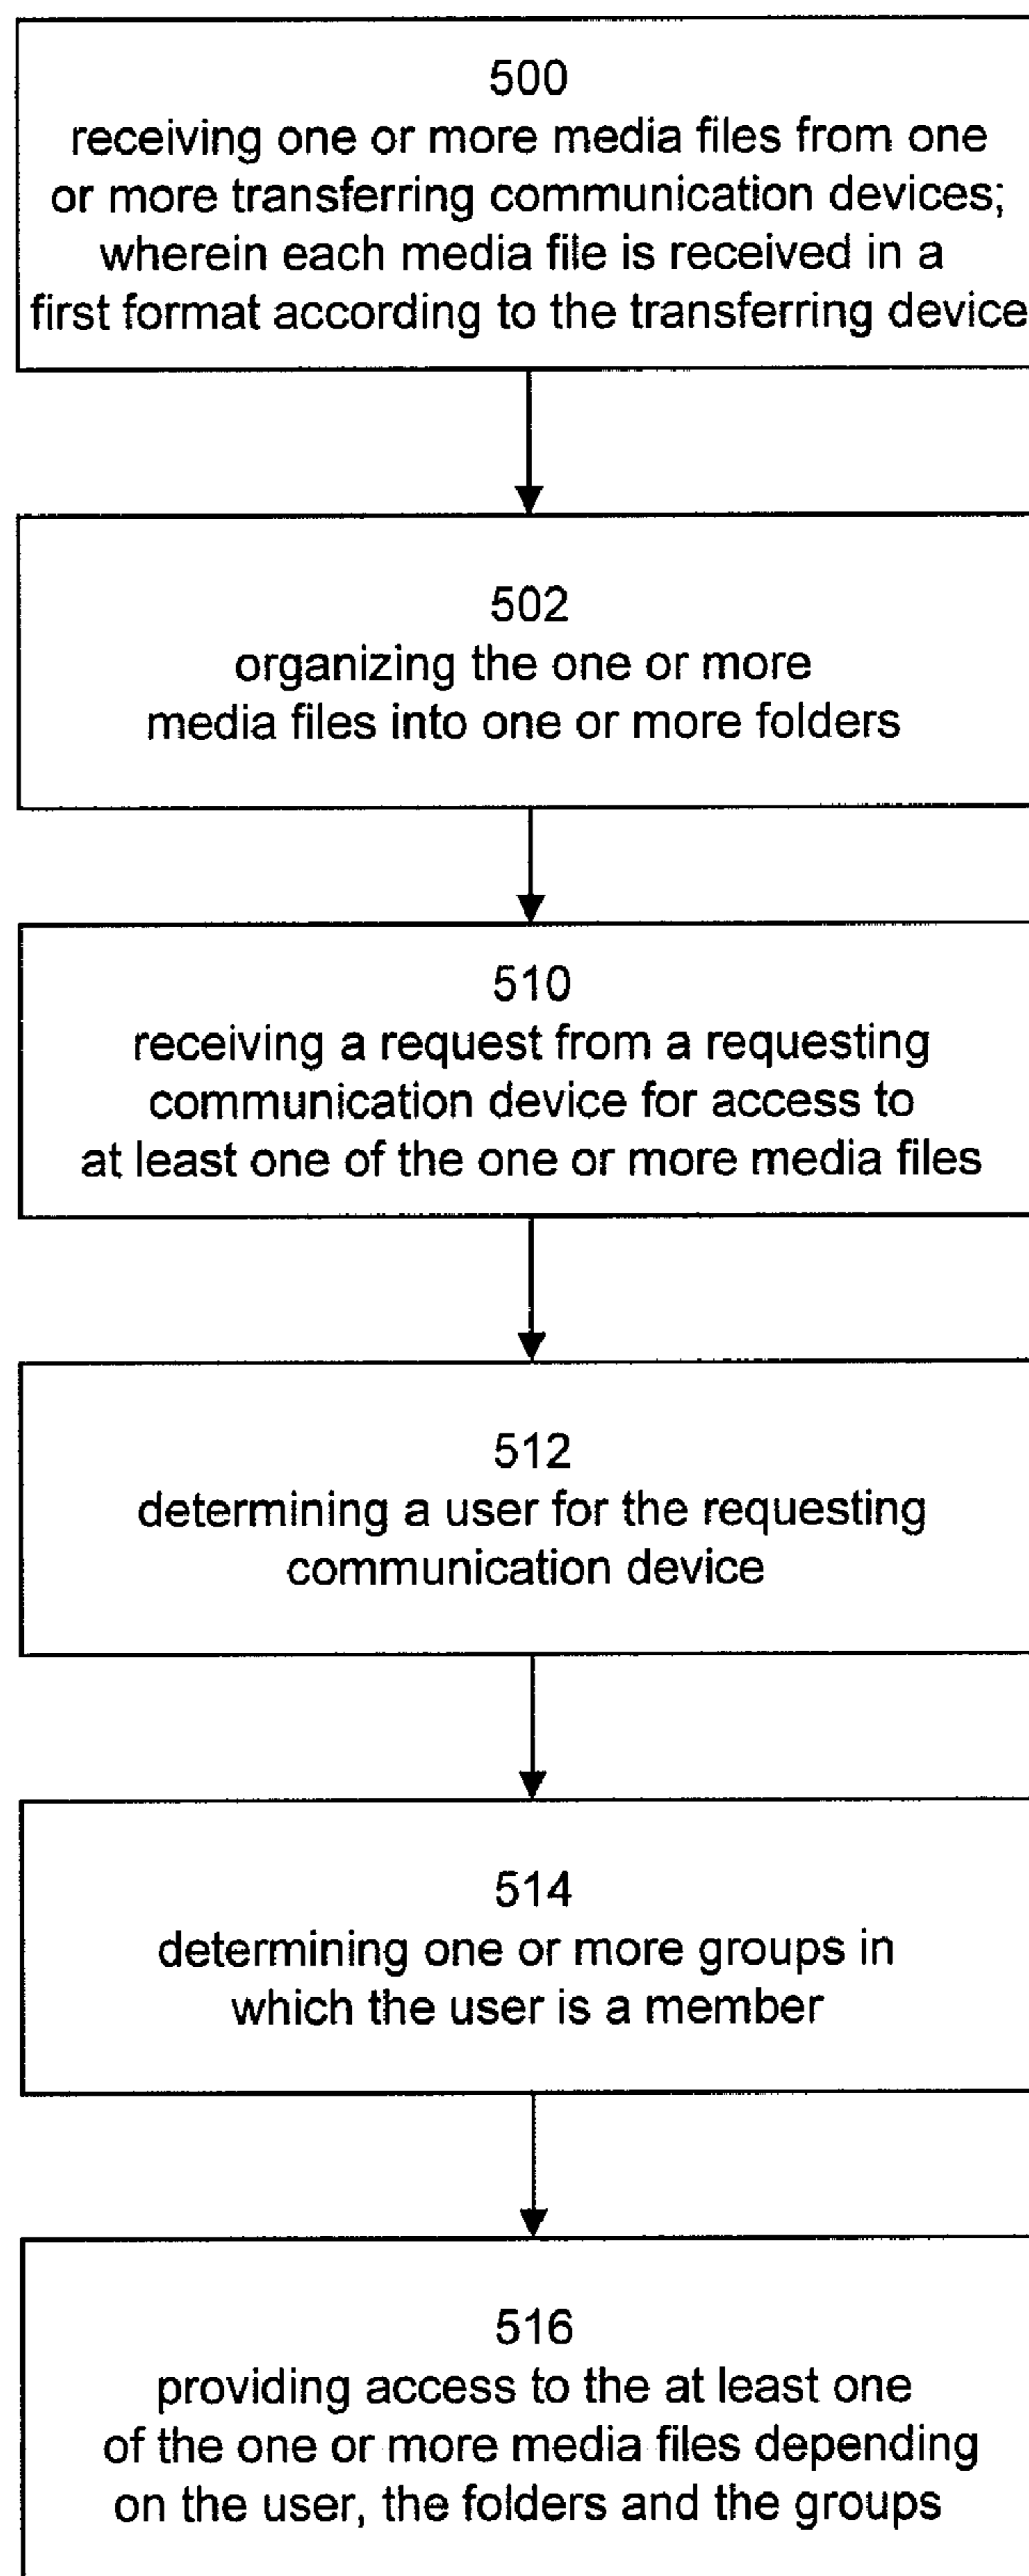 500
receiving one or more media files from one
or more transferring communication devices;
wherein each media file is received in a
first format according to the transferring device
502
organizing the one or more
media files into one or more folders
510
receiving a request from a requesting
communication device for access to
at least one of the one or more media files
512
determining a user for the requesting
communication device
514
determining one or more groups in
which the user is a member
516
providing access to the at least one
of the one or more media files depending
on the user, the folders and the groups